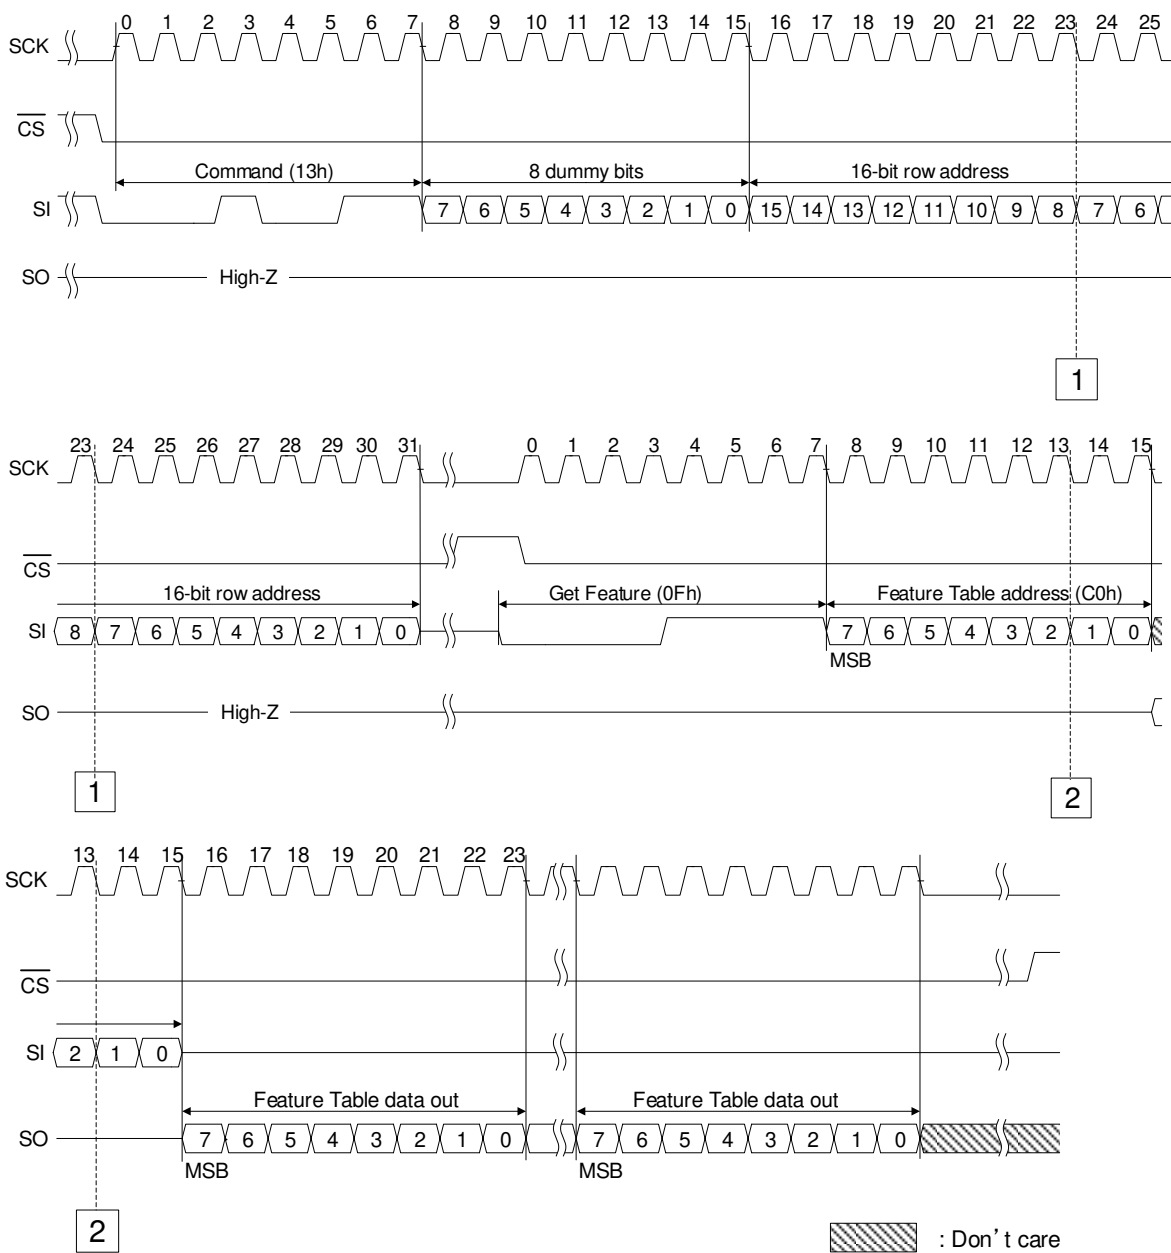 0 1 2 3 4 5 6 7 8 9 10 11 12 13 14 15 16 17 18 19 20 21 22 23 24 25
SCK
CS
Command (13h) 8 dummy bits 16-bit row address
SI 7 6 5 4 3 2 1 0 15 14 13 12 11 10 9 8 7 6
SO High-Z
1
23 24 25 26 27 28 29 30 31 0 1 2 3 4 5 6 7 8 9 10 11 12 13 14 15
SCK
CS
16-bit row address Get Feature (0Fh) Feature Table address (C0h)
SI 8 7 6 5 4 3 2 1 0 7 6 5 4 3 2 1 0
MSB
SO High-Z
1 2
13 14 15 16 17 18 19 20 21 22 23
SCK
CS
SI 2 1 0
Feature Table data out Feature Table data out
SO 7 6 5 4 3 2 1 0 7 6 5 4 3 2 1 0
MSB MSB
2
: Don't care